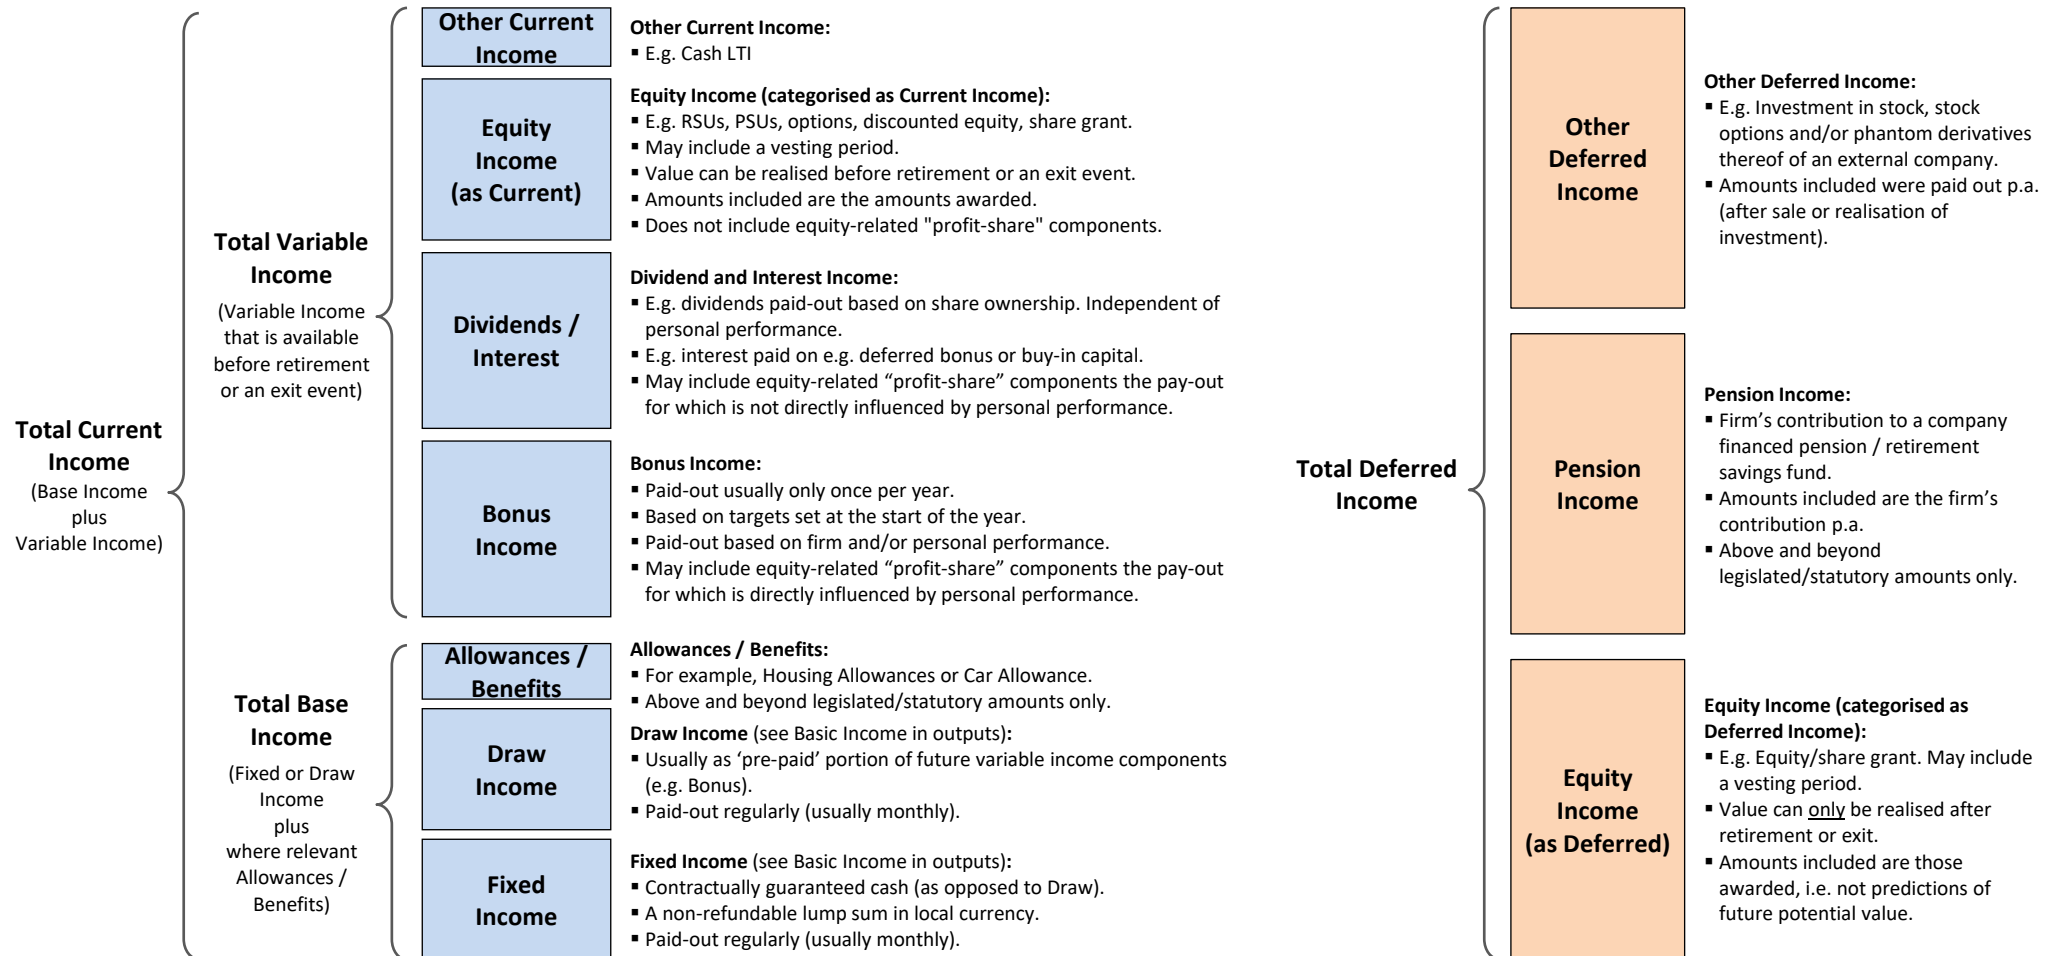 Total Current
Income
(Base Income
plus
Variable Income)
Total Variable
Income
(Variable Income
that is available
before retirement
or an exit event)
Other Current
Income
Other Current Income:
▪ E.g. Cash LTI
Equity
Income
(as Current)
Equity Income (categorised as Current Income):
▪ E.g. RSUs, PSUs, options, discounted equity, share grant.
▪ May include a vesting period.
▪ Value can be realised before retirement or an exit event.
▪ Amounts included are the amounts awarded.
▪ Does not include equity-related "profit-share" components.
Dividends /
Interest
Dividend and Interest Income:
▪ E.g. dividends paid-out based on share ownership. Independent of
personal performance.
▪ E.g. interest paid on e.g. deferred bonus or buy-in capital.
▪ May include equity-related “profit-share” components the pay-out
for which is not directly influenced by personal performance.
Bonus
Income
Bonus Income:
▪ Paid-out usually only once per year.
▪ Based on targets set at the start of the year.
▪ Paid-out based on firm and/or personal performance.
▪ May include equity-related “profit-share” components the pay-out
for which is directly influenced by personal performance.
Total Base
Income
(Fixed or Draw
Income
plus
where relevant
Allowances /
Benefits)
Allowances /
Benefits
Allowances / Benefits:
▪ For example, Housing Allowances or Car Allowance.
▪ Above and beyond legislated/statutory amounts only.
Draw
Income
Draw Income (see Basic Income in outputs):
▪ Usually as ‘pre-paid’ portion of future variable income components
(e.g. Bonus).
▪ Paid-out regularly (usually monthly).
Fixed
Income
Fixed Income (see Basic Income in outputs):
▪ Contractually guaranteed cash (as opposed to Draw).
▪ A non-refundable lump sum in local currency.
▪ Paid-out regularly (usually monthly).
Total Deferred
Income
Other
Deferred
Income
Other Deferred Income:
▪ E.g. Investment in stock, stock
options and/or phantom derivatives
thereof of an external company.
▪ Amounts included were paid out p.a.
(after sale or realisation of
investment).
Pension
Income
Pension Income:
▪ Firm’s contribution to a company
financed pension / retirement
savings fund.
▪ Amounts included are the firm’s
contribution p.a.
▪ Above and beyond
legislated/statutory amounts only.
Equity
Income
(as Deferred)
Equity Income (categorised as
Deferred Income):
▪ E.g. Equity/share grant. May include
a vesting period.
▪ Value can only be realised after
retirement or exit.
▪ Amounts included are those
awarded, i.e. not predictions of
future potential value.